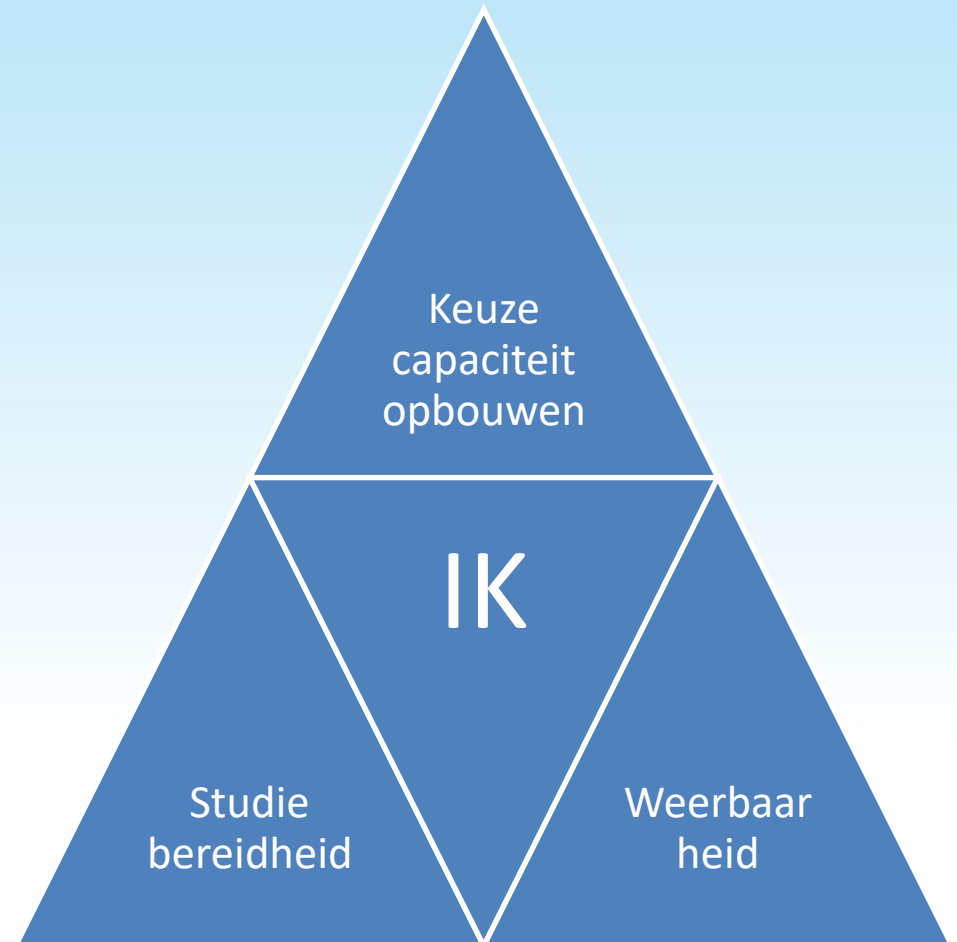 Keuze
capaciteit
opbouwen
IK
Studie
bereidheid
Weerbaar
heid